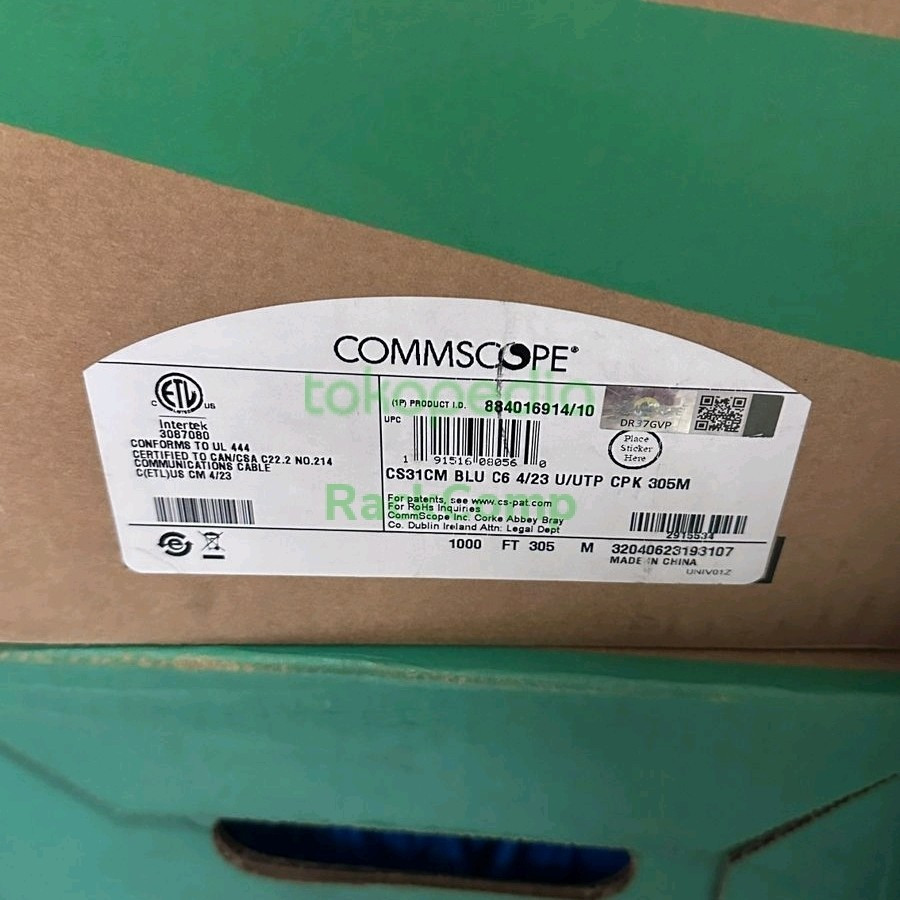 COMMSCOPE®
tokopedia
(1P) PRODUCT I.D. 884016914/10
DR37GVP
Place
Sticker
Here
UPC
1 91516 08056 0
CS31CM BLU C6 4/23 U/UTP CPK 305M
RackComp
For patents, see www.cs-pat.com
For RoHs Inquiries
CommScope Inc. Corke Abbey Bray
Co. Dublin Ireland Attn: Legal Dept
2915534
1000 FT 305 M 32040623193107
MADE IN CHINA
UNIV01Z
C ETL US
Intertek
3087080
CONFORMS TO UL 444
CERTIFIED TO CAN/CSA C22.2 NO.214
COMMUNICATIONS CABLE
C(ETL)US CM 4/23
e